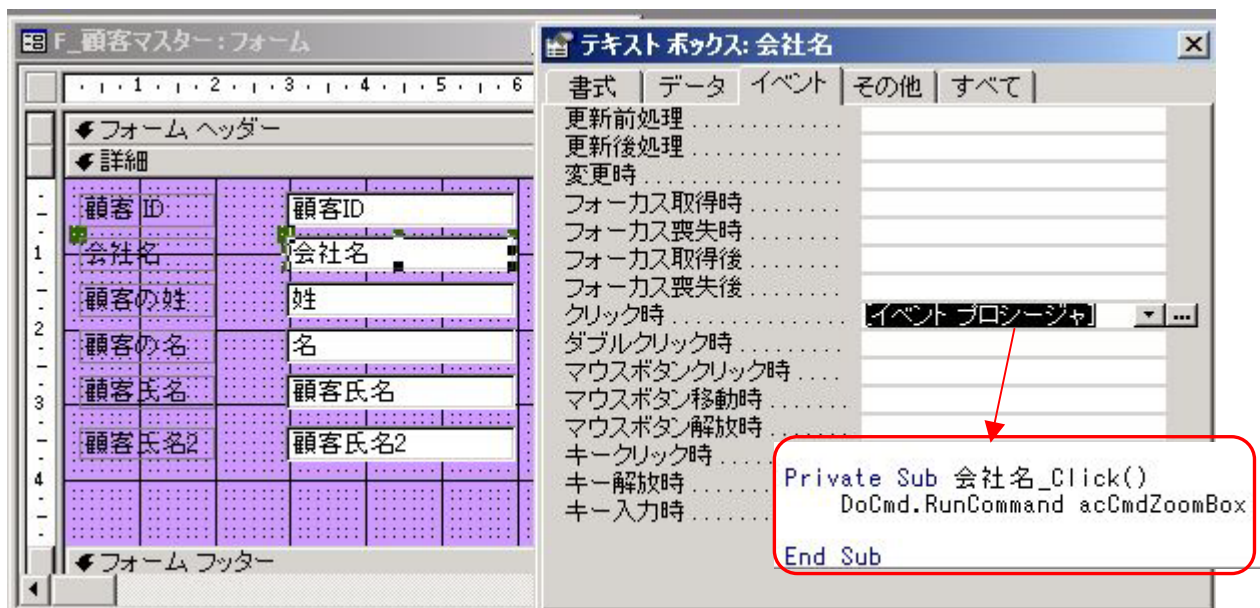 F_顧客マスター : フォーム
1 2 3 4 5 6
フォーム ヘッダー
詳細
顧客 ID
顧客ID
会社名
会社名
顧客の姓
姓
顧客の名
名
顧客氏名
顧客氏名
顧客氏名2
顧客氏名2
フォーム フッター
1
2
3
4
テキスト ボックス: 会社名
書式 データ イベント その他 すべて
更新前処理
更新後処理
変更時
フォーカス取得時
フォーカス喪失時
フォーカス取得後
フォーカス喪失後
クリック時 [イベント プロシージャ] ...
ダブルクリック時
マウスボタンクリック時
マウスボタン移動時
マウスボタン解放時
キークリック時
キー解放時
キー入力時
Private Sub 会社名_Click()
DoCmd.RunCommand acCmdZoomBox
End Sub